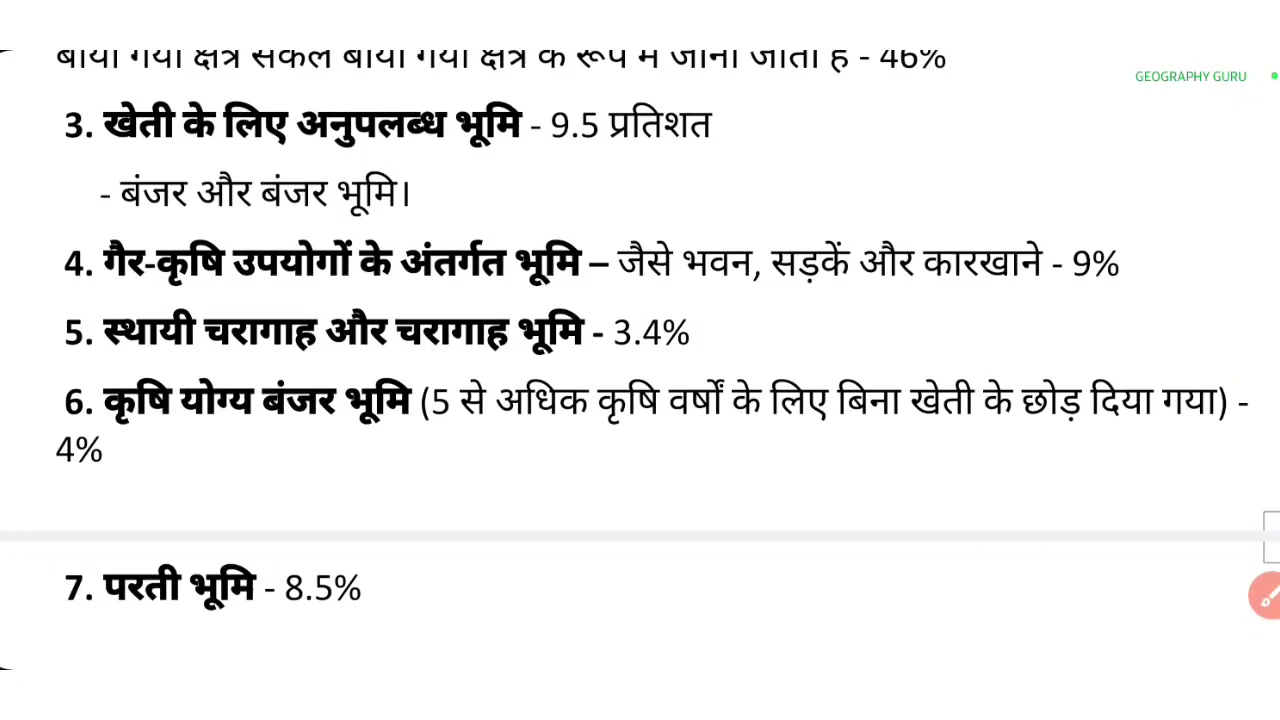 बोया गया क्षेत्र सकल बोया गया क्षेत्र के रूप में जाना जाता है - 46%
GEOGRAPHY GURU
3. खेती के लिए अनुपलब्ध भूमि - 9.5 प्रतिशत
- बंजर और बंजर भूमि।
4. गैर-कृषि उपयोगों के अंतर्गत भूमि – जैसे भवन, सड़कें और कारखाने - 9%
5. स्थायी चरागाह और चरागाह भूमि - 3.4%
6. कृषि योग्य बंजर भूमि (5 से अधिक कृषि वर्षों के लिए बिना खेती के छोड़ दिया गया) -
4%
7. परती भूमि - 8.5%